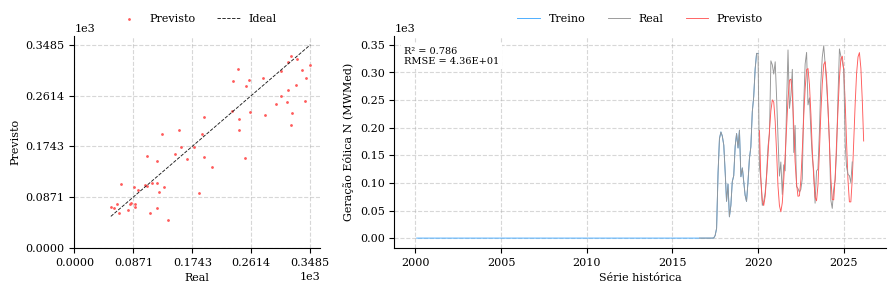 Previsto Ideal
1e3
0.3485
0.2614
0.1743
0.0871
0.0000
Previsto
0.0000 0.0871 0.1743 0.2614 0.3485
1e3
Real
Treino Real Previsto
1e3
R² = 0.786
RMSE = 4.36E+01
0.35
0.30
0.25
0.20
0.15
0.10
0.05
0.00
Geração Eólica N (MWMed)
2000 2005 2010 2015 2020 2025
Série histórica